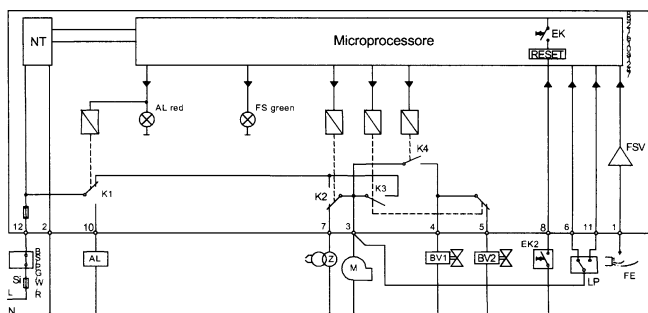 NT
Microprocessore
EK
RESET
AL red
FS green
FSV
K4
K1
K2
K3
12
2
10
7
3
4
5
8
6
11
1
Si
AL
Z
M
BV1
BV2
EK2
LP
FE
L
N